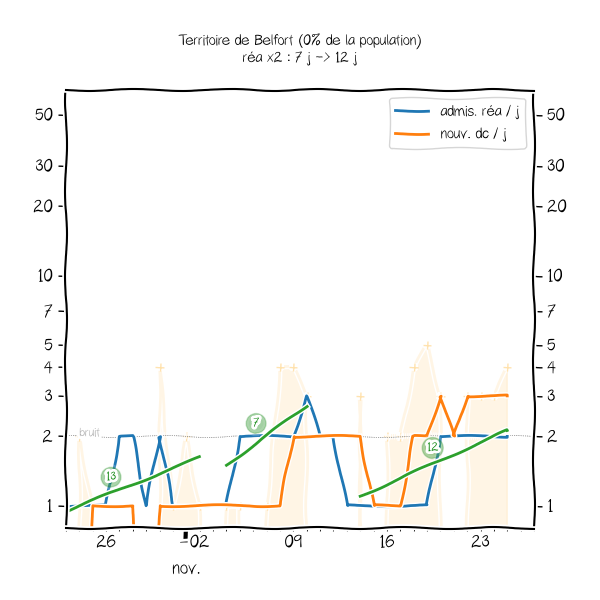 Territoire de Belfort (0% de la population)
réa x2 : 7 j -> 12 j
admis. réa / j
nouv. dc / j
50 50
30 30
20 20
10 10
7 7
5 5
4 4
3 3
2 2
1 1
bruit
13
7
12
26 02 09 16 23
nov.